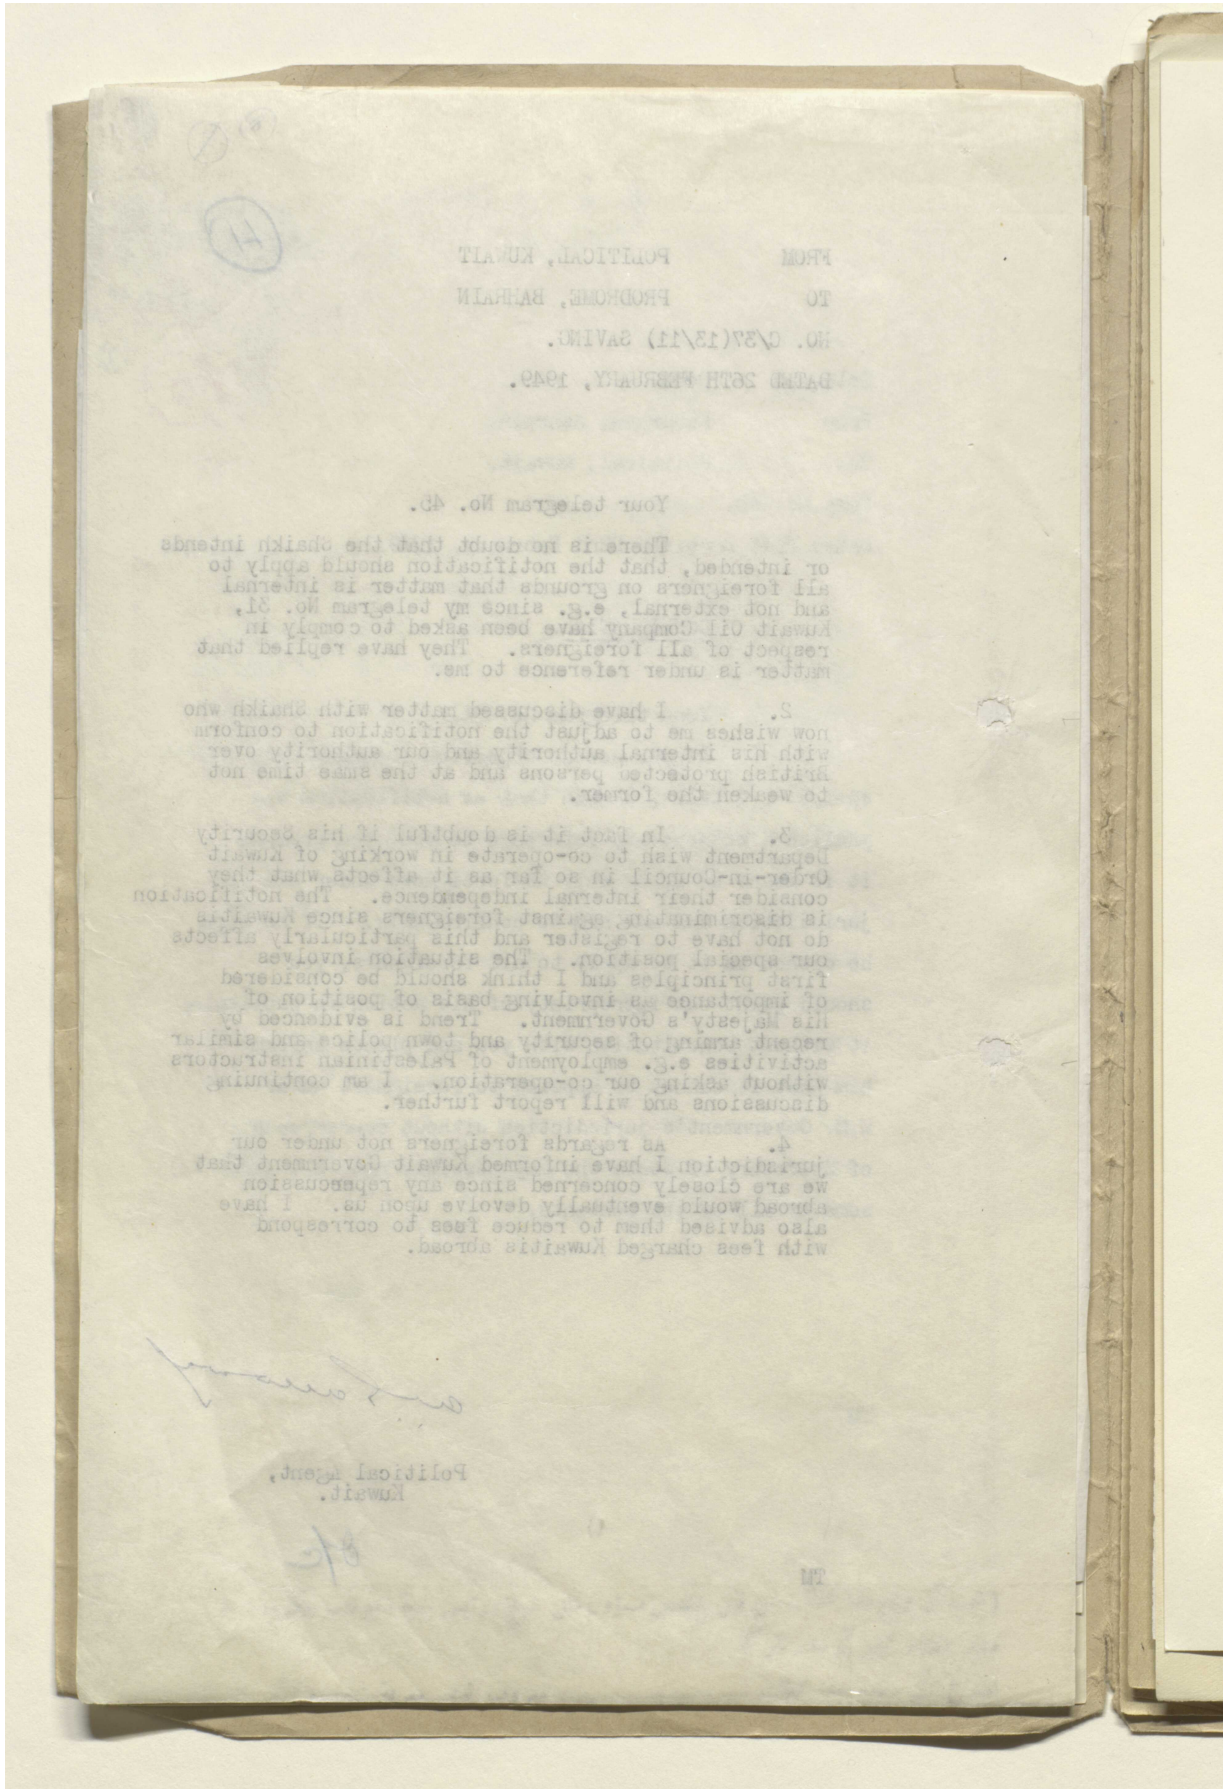 41
FROM POLITICAL, KUWAIT
TO PRODROME, BAHRAIN
NO. C/37(13/11) SAVING.
DATED 26TH FEBRUARY, 1949.
Your telegram No. 45.
There is no doubt that the Shaikh intends
or intended, that the notification should apply to
all foreigners on grounds that matter is internal
and not external, e.g. since my telegram No. 31,
Kuwait Oil Company have been asked to comply in
respect of all foreigners. They have replied that
matter is under reference to me.
2. I have discussed matter with Shaikh who
now wishes me to adjust the notification to conform
with his internal authority and our authority over
British protected persons and at the smae time not
to weaken the former.
3. In fact it is doubtful if his Security
Department wish to co-operate in working of Kuwait
Order-in-Council in so far as it affects what they
consider their internal independence. The notification
is discriminating against foreigners since Kuwaitis
do not have to register and this particularly affects
our special position. The situation involves
first principles and I think should be considered
of importance as involving basis of position of
His Majesty's Government. Trend is evidenced by
recent arming of security and town police and similar
activities e.g. employment of Palestinian instructors
without asking our co-operation. I am continuing
discussions and will report further.
4. As regards foreigners not under our
jurisdiction I have informed Kuwait Government that
we are closely concerned since any repercussion
abroad would eventually devolve upon us. I have
also advised them to reduce fees to correspond
with fees charged Kuwaitis abroad.
Political Agent,
Kuwait.
TM